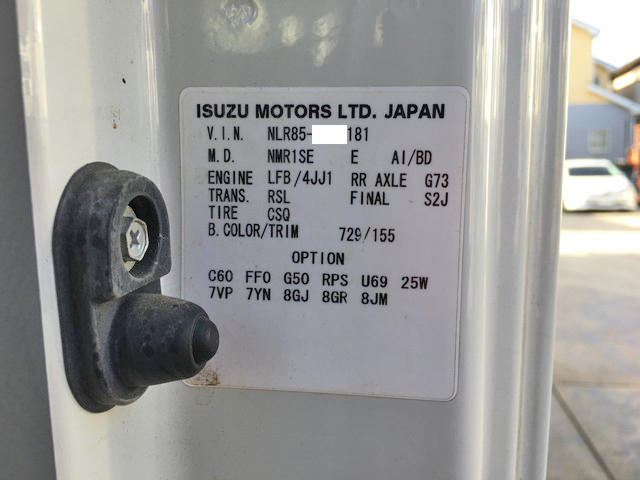 ISUZU MOTORS LTD. JAPAN
V.I.N. NLR85- 181
M.D. NMR1SE E AI/BD
ENGINE LFB/4JJ1 RR AXLE G73
TRANS. RSL FINAL S2J
TIRE CSQ
B.COLOR/TRIM 729/155
OPTION
C60 FF0 G50 RPS U69 25W
7VP 7YN 8GJ 8GR 8JM